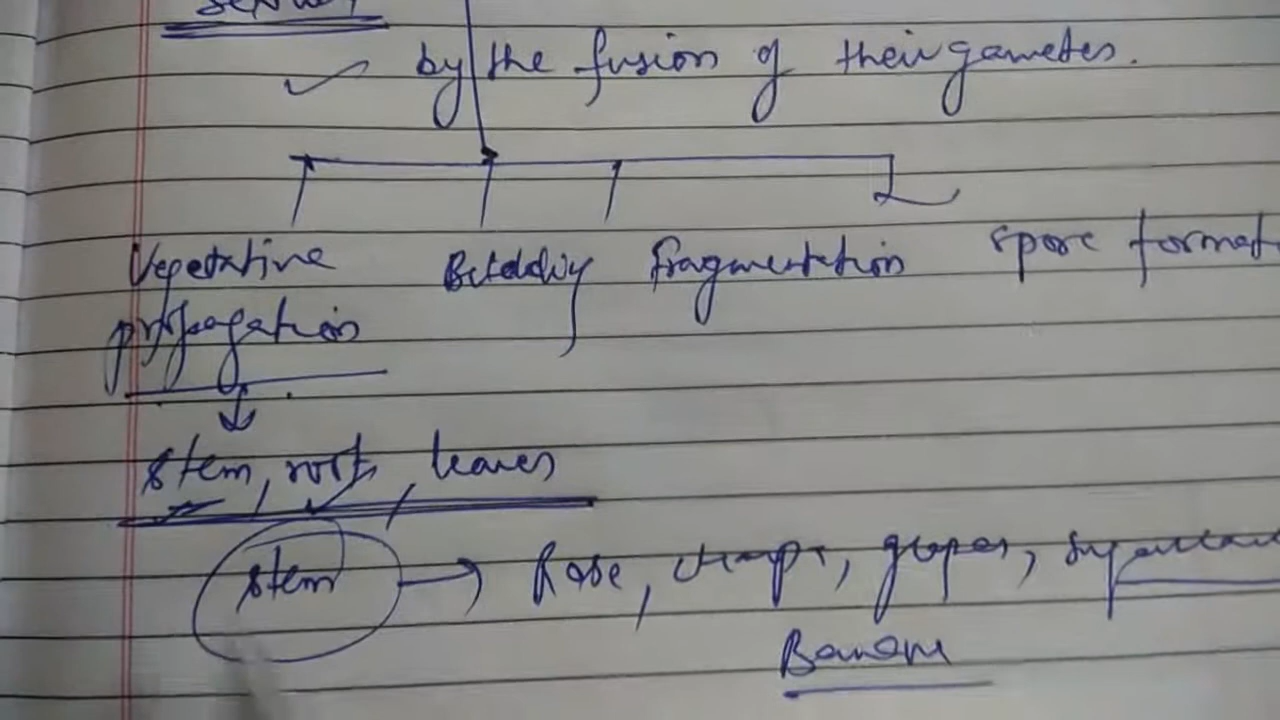 by the fusion of their gametes.
Vegetative Budding fragmentation spore format
propagation
stem, root, leaves
stem → Rose, grapes, sugarcane
Banana